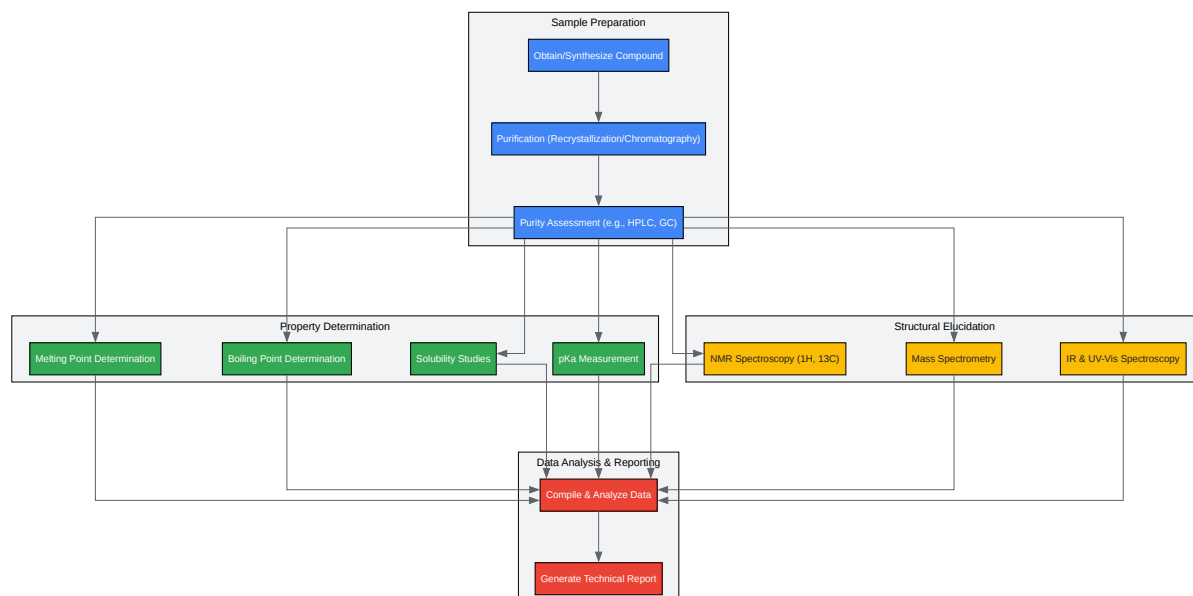 Sample Preparation
Obtain/Synthesize Compound
Purification (Recrystallization/Chromatography)
Purity Assessment (e.g., HPLC, GC)
Property Determination
Structural Elucidation
Melting Point Determination
Boiling Point Determination
Solubility Studies
pKa Measurement
NMR Spectroscopy (1H, 13C)
Mass Spectrometry
IR & UV-Vis Spectroscopy
Data Analysis & Reporting
Compile & Analyze Data
Generate Technical Report